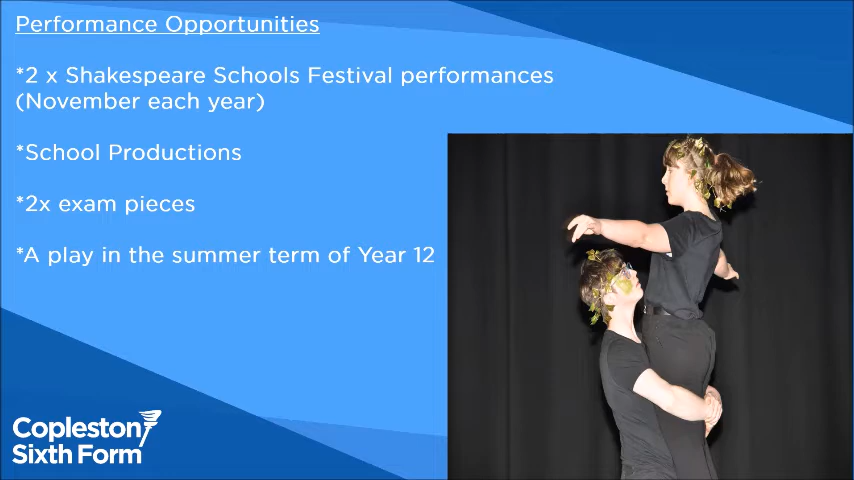 Performance Opportunities
*2 x Shakespeare Schools Festival performances
(November each year)
*School Productions
*2x exam pieces
*A play in the summer term of Year 12
Copleston
Sixth Form